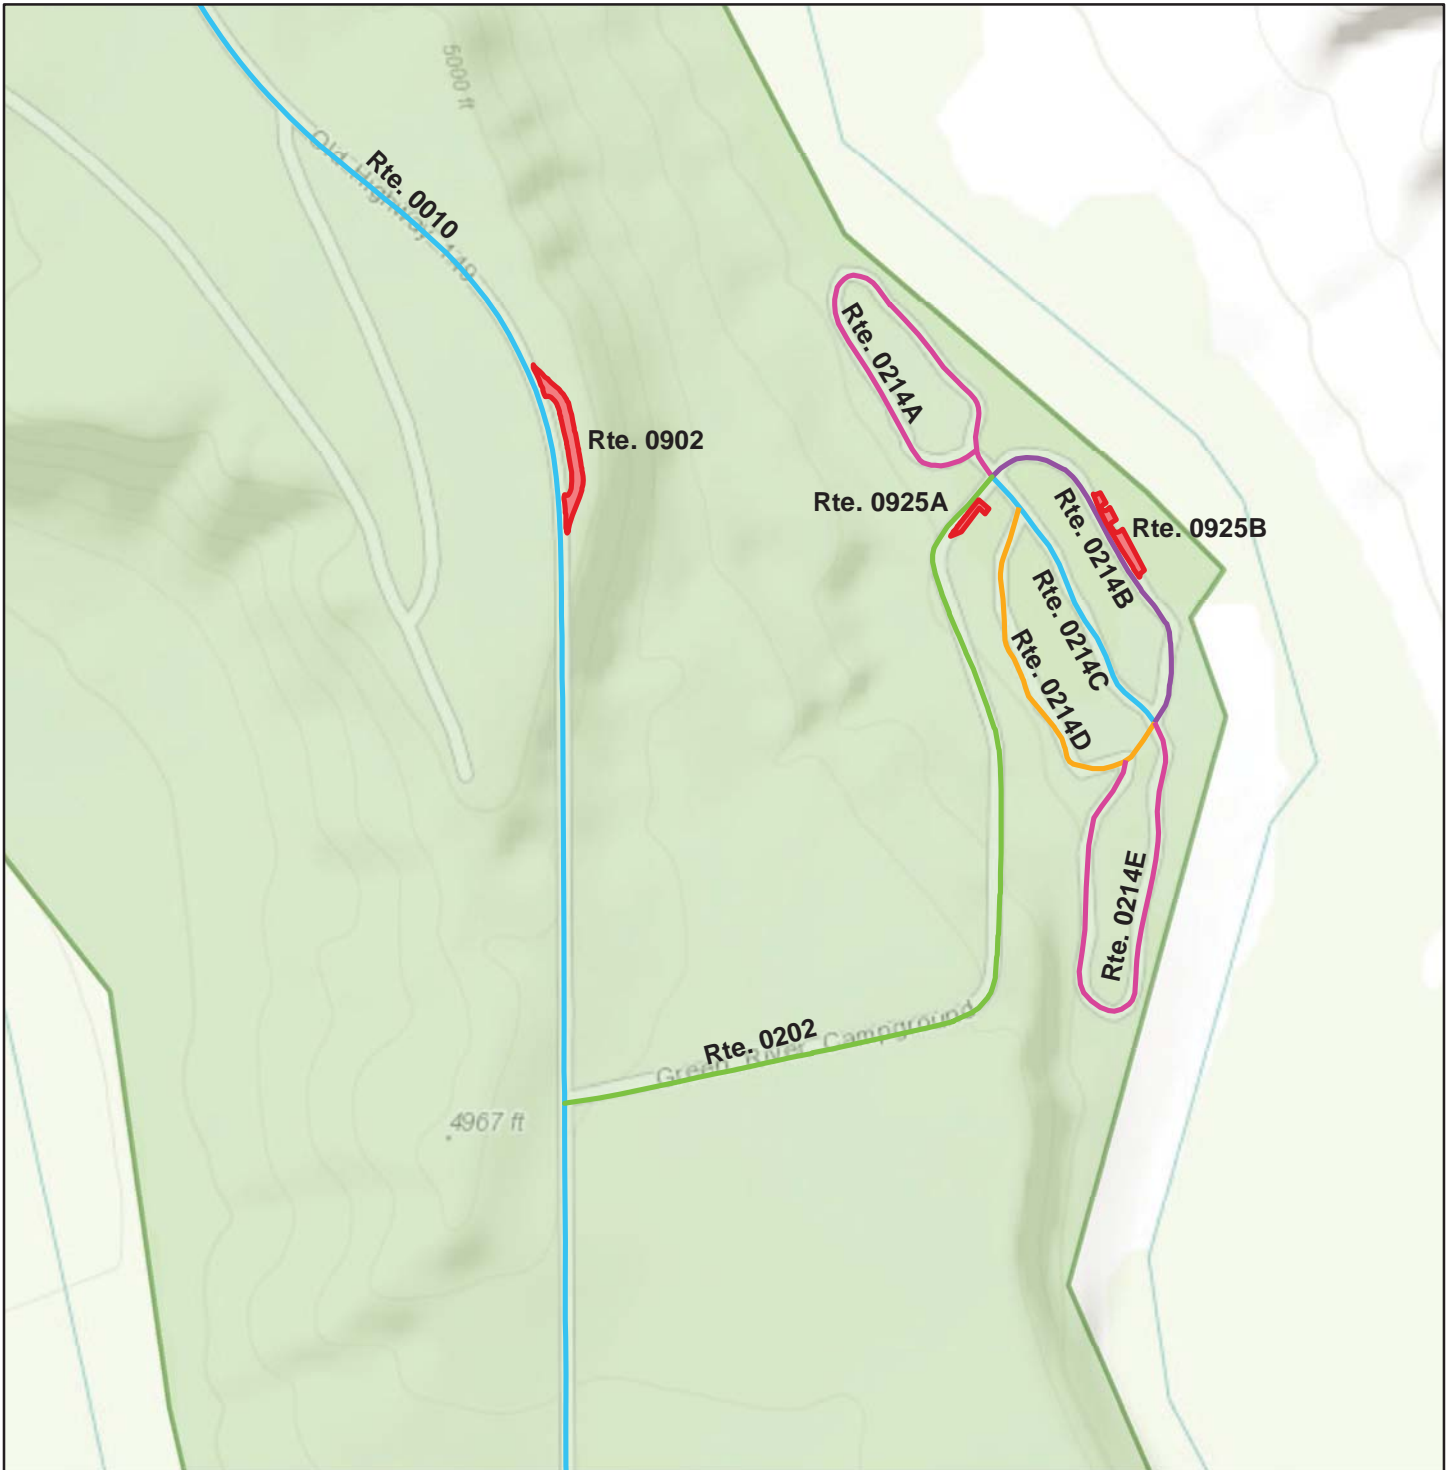 5000 ft
Rte. 0010
Old Highway 149
Rte. 0214A
Rte. 0902
Rte. 0925A
Rte. 0925B
Rte. 0214B
Rte. 0214C
Rte. 0214D
Rte. 0214E
Rte. 0202
Green River Campground
4967 ft